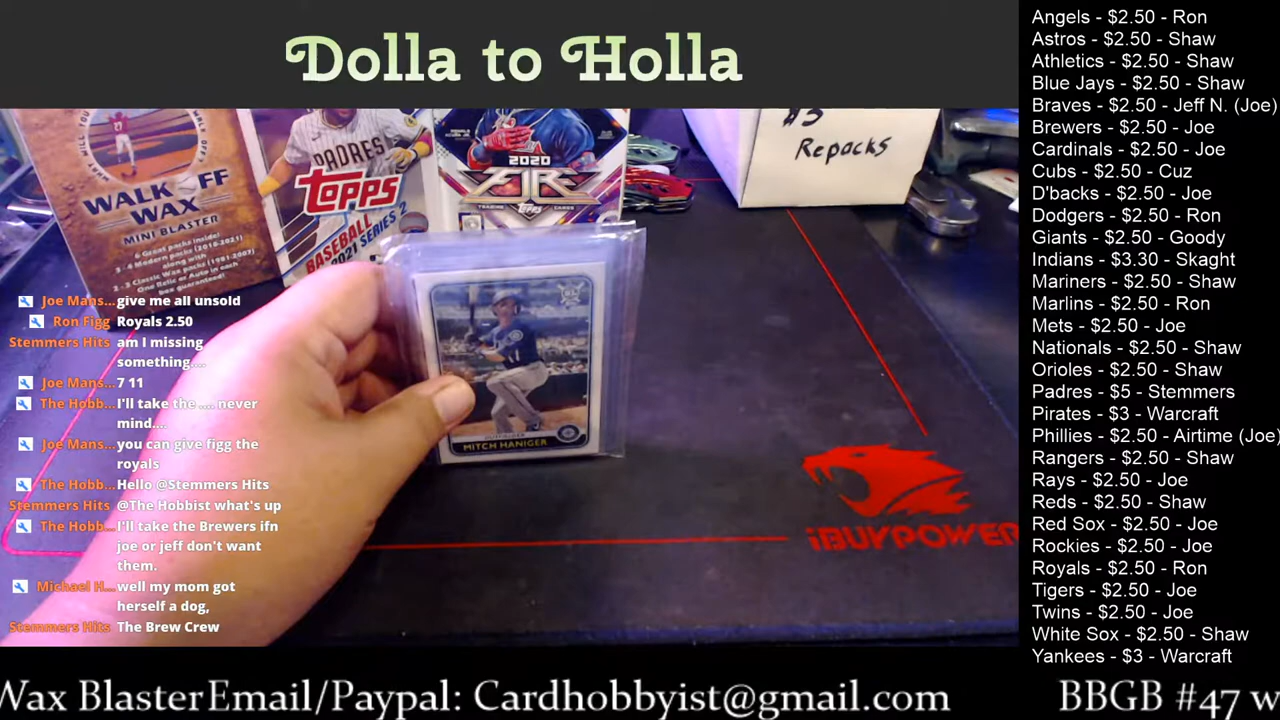 Dolla to Holla
WALK FF
WAX
MINI BLASTER
6 Great packs inside!
PADRES
topps
BASEBALL
2021 SERIES 2
2020
FIRE
topps
Repacks
MITCH HANIGER
iBUYPOWER
Joe Mans... give me all unsold
Ron Figg Royals 2.50
Stemmers Hits am I missing
something....
Joe Mans... 7 11
The Hobb... I'll take the .... never
mind....
Joe Mans... you can give figg the
royals
The Hobb... Hello @Stemmers Hits
Stemmers Hits @The Hobbist what's up
The Hobb... I'll take the Brewers ifn
joe or jeff don't want
them.
Michael H... well my mom got
herself a dog,
Stemmers Hits The Brew Crew
Angels - $2.50 - Ron
Astros - $2.50 - Shaw
Athletics - $2.50 - Shaw
Blue Jays - $2.50 - Shaw
Braves - $2.50 - Jeff N. (Joe)
Brewers - $2.50 - Joe
Cardinals - $2.50 - Joe
Cubs - $2.50 - Cuz
D'backs - $2.50 - Joe
Dodgers - $2.50 - Ron
Giants - $2.50 - Goody
Indians - $3.30 - Skaght
Mariners - $2.50 - Shaw
Marlins - $2.50 - Ron
Mets - $2.50 - Joe
Nationals - $2.50 - Shaw
Orioles - $2.50 - Shaw
Padres - $5 - Stemmers
Pirates - $3 - Warcraft
Phillies - $2.50 - Airtime (Joe)
Rangers - $2.50 - Shaw
Rays - $2.50 - Joe
Reds - $2.50 - Shaw
Red Sox - $2.50 - Joe
Rockies - $2.50 - Joe
Royals - $2.50 - Ron
Tigers - $2.50 - Joe
Twins - $2.50 - Joe
White Sox - $2.50 - Shaw
Yankees - $3 - Warcraft
Wax Blaster Email/Paypal: Cardhobbyist@gmail.com BBGB #47 w